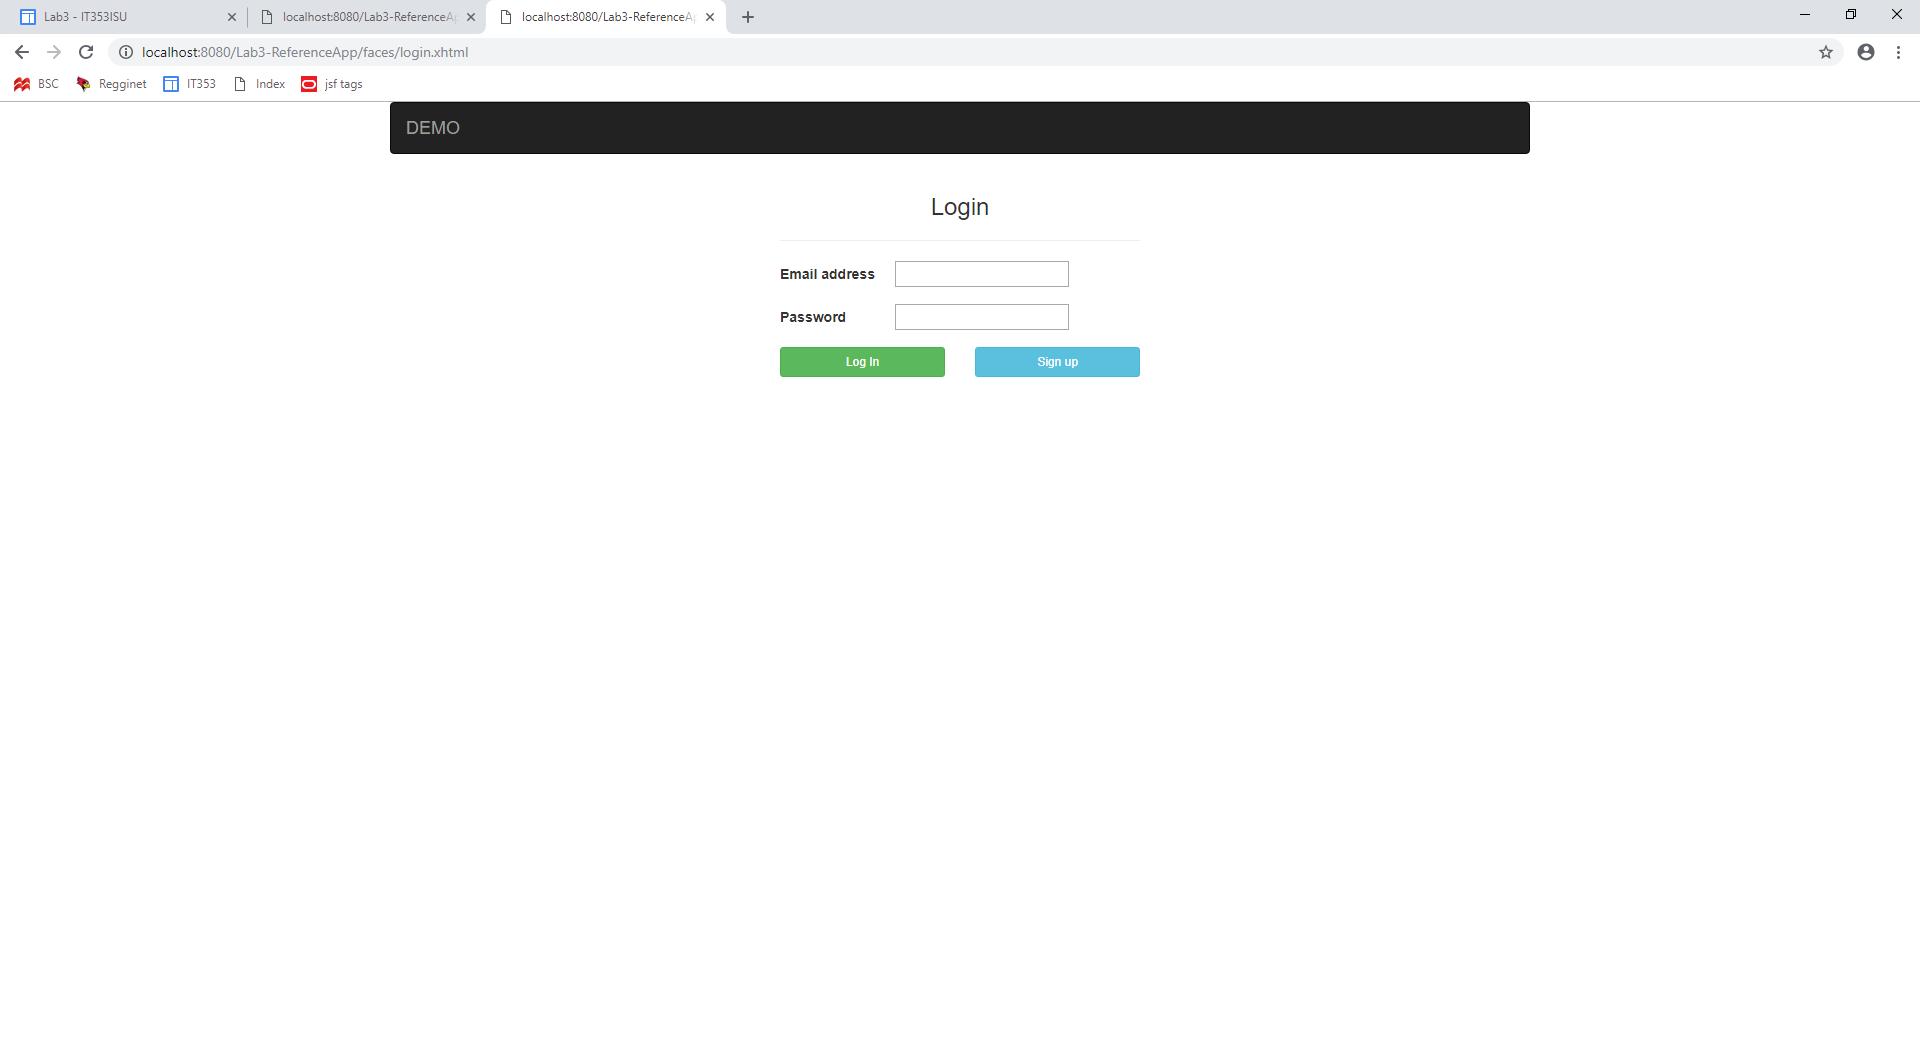 Lab3 - IT353ISU
localhost:8080/Lab3-ReferenceAp
localhost:8080/Lab3-ReferenceA
localhost:8080/Lab3-ReferenceApp/faces/login.xhtml
BSC Regginet IT353 Index jsf tags
DEMO
Login
Email address
Password
Log In Sign up